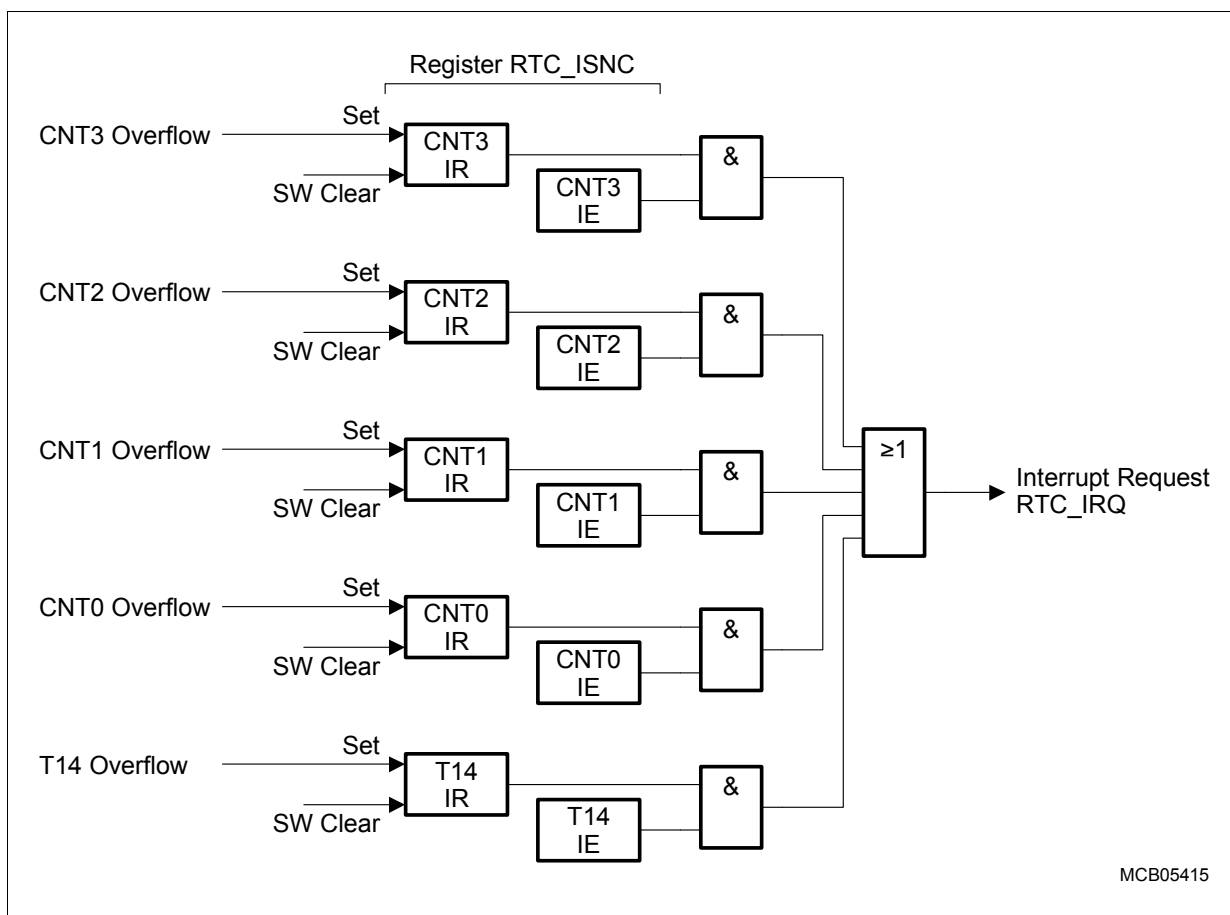 Register RTC_ISNC
CNT3 Overflow
Set
SW Clear
CNT3
IR
CNT3
IE
&
CNT2 Overflow
Set
SW Clear
CNT2
IR
CNT2
IE
&
CNT1 Overflow
Set
SW Clear
CNT1
IR
CNT1
IE
&
≥1
Interrupt Request
RTC_IRQ
CNT0 Overflow
Set
SW Clear
CNT0
IR
CNT0
IE
&
T14 Overflow
Set
SW Clear
T14
IR
T14
IE
&
MCB05415